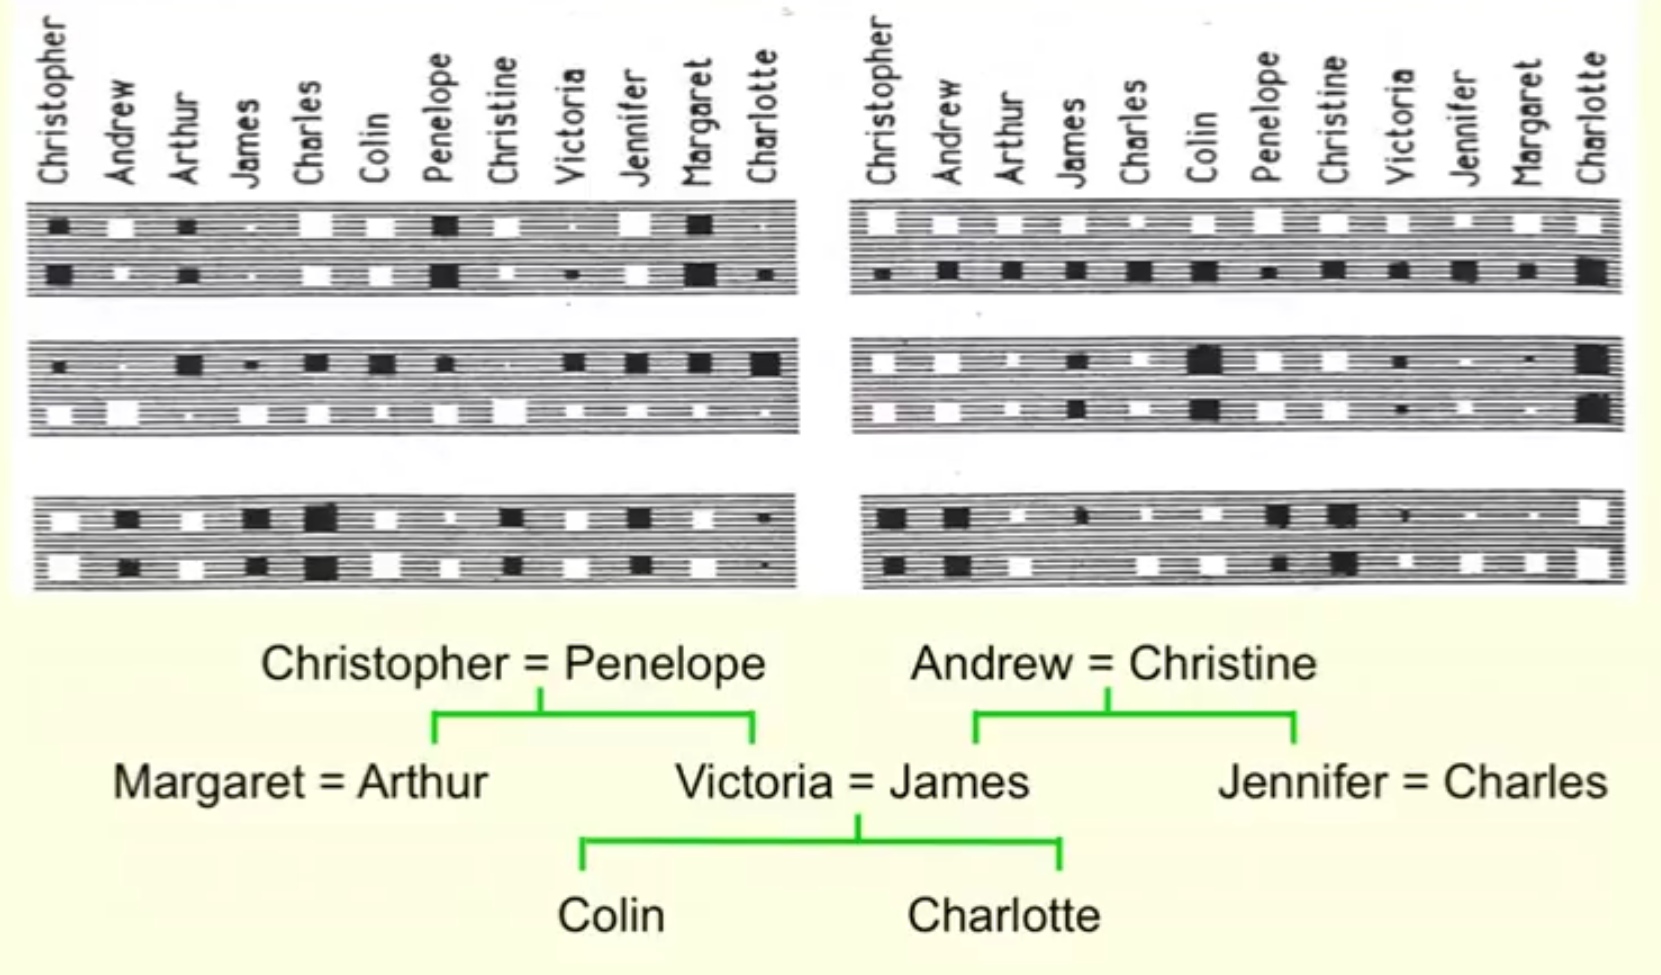 Christopher Andrew Arthur James Charles Colin Penelope Christine Victoria Jennifer Margaret Charlotte
Christopher Andrew Arthur James Charles Colin Penelope Christine Victoria Jennifer Margaret Charlotte
Christopher = Penelope
Andrew = Christine
Margaret = Arthur
Victoria = James
Jennifer = Charles
Colin
Charlotte